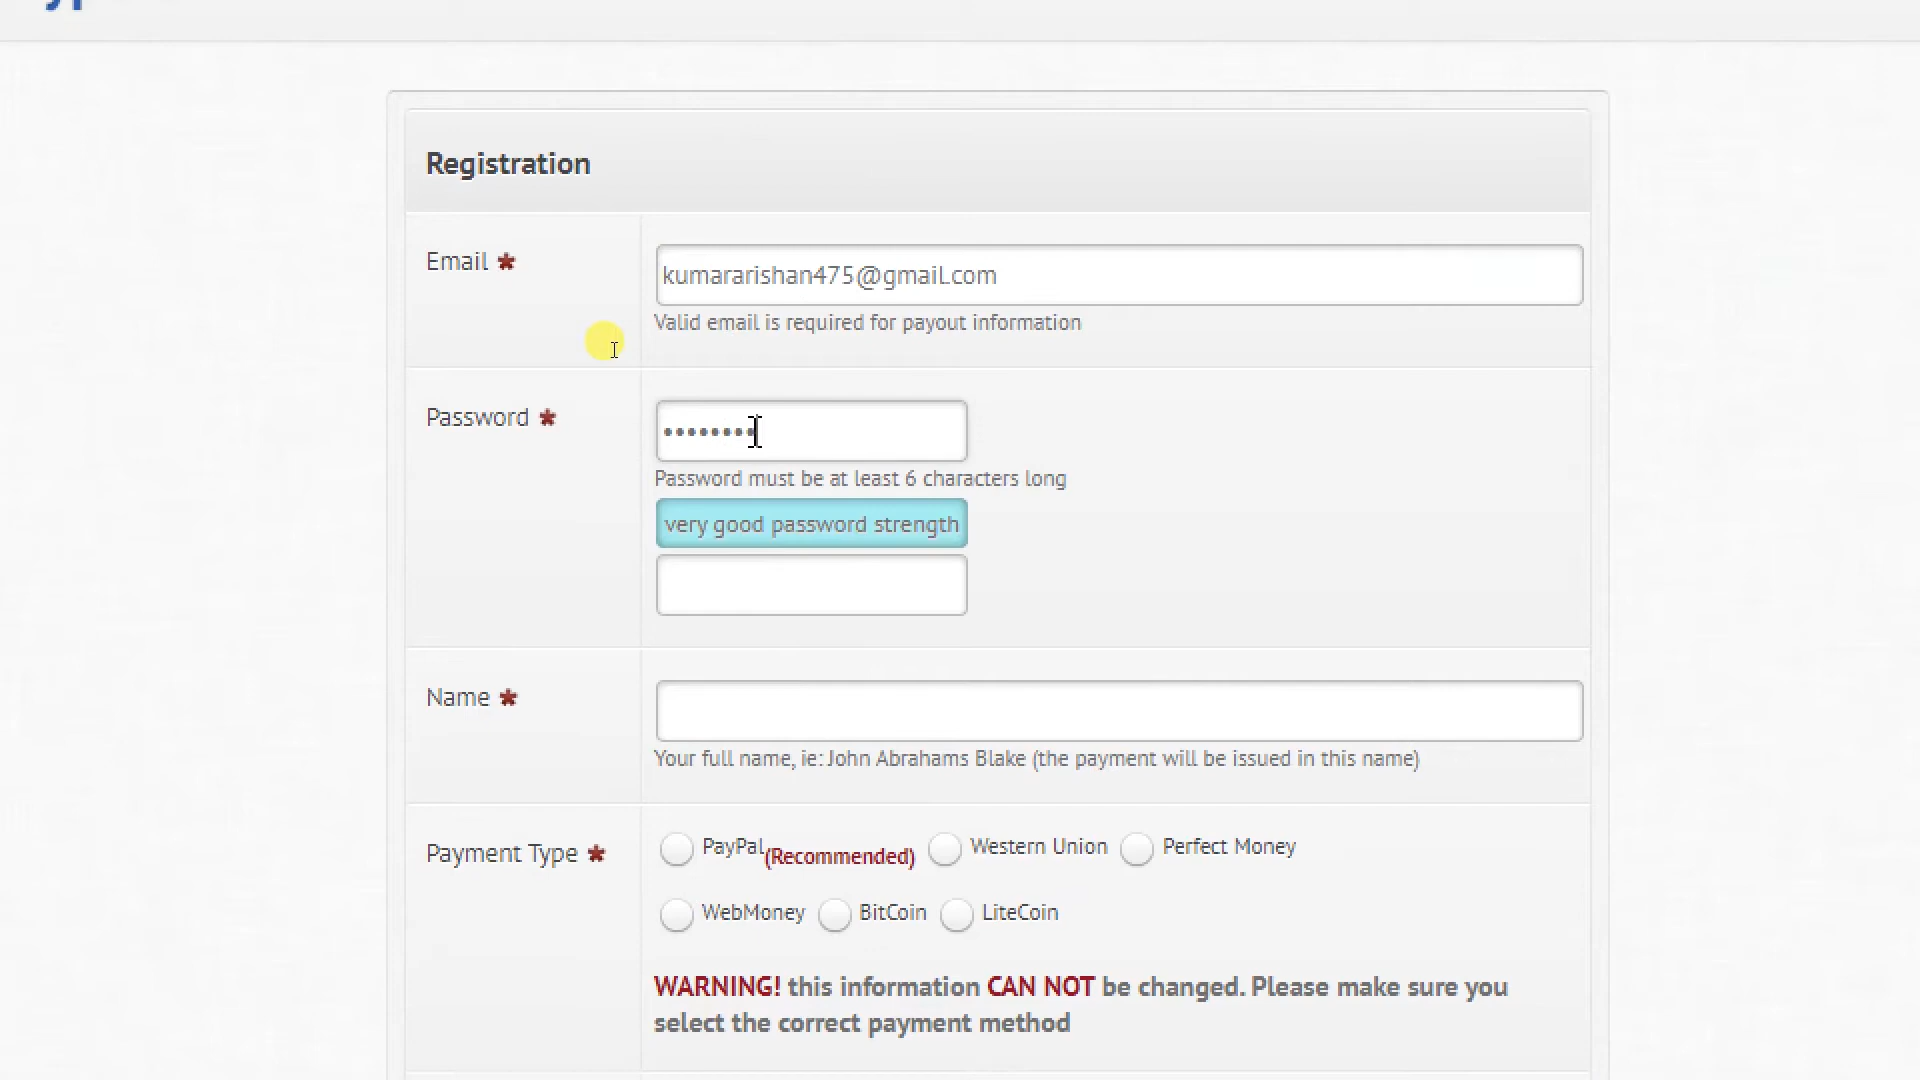 Registration
Email *
kumararishan475@gmail.com
Valid email is required for payout information
Password *
••••••••
Password must be at least 6 characters long
very good password strength
Name *
Your full name, ie: John Abrahams Blake (the payment will be issued in this name)
Payment Type *
PayPal(Recommended) Western Union Perfect Money
WebMoney BitCoin LiteCoin
WARNING! this information CAN NOT be changed. Please make sure you
select the correct payment method